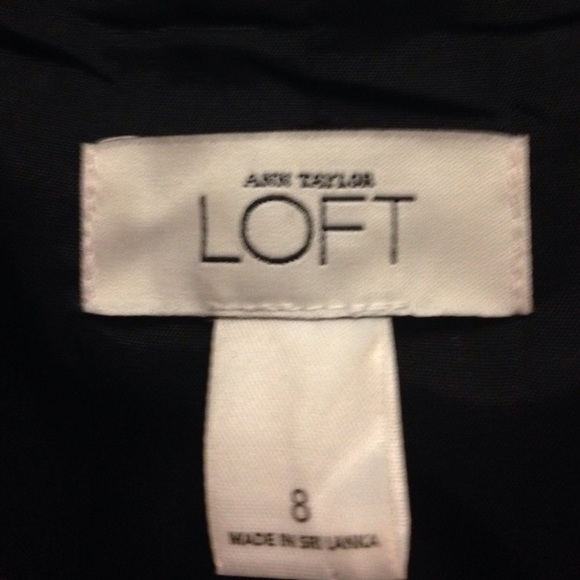 ANN TAYLOR
LOFT
8
MADE IN SRI LANKA